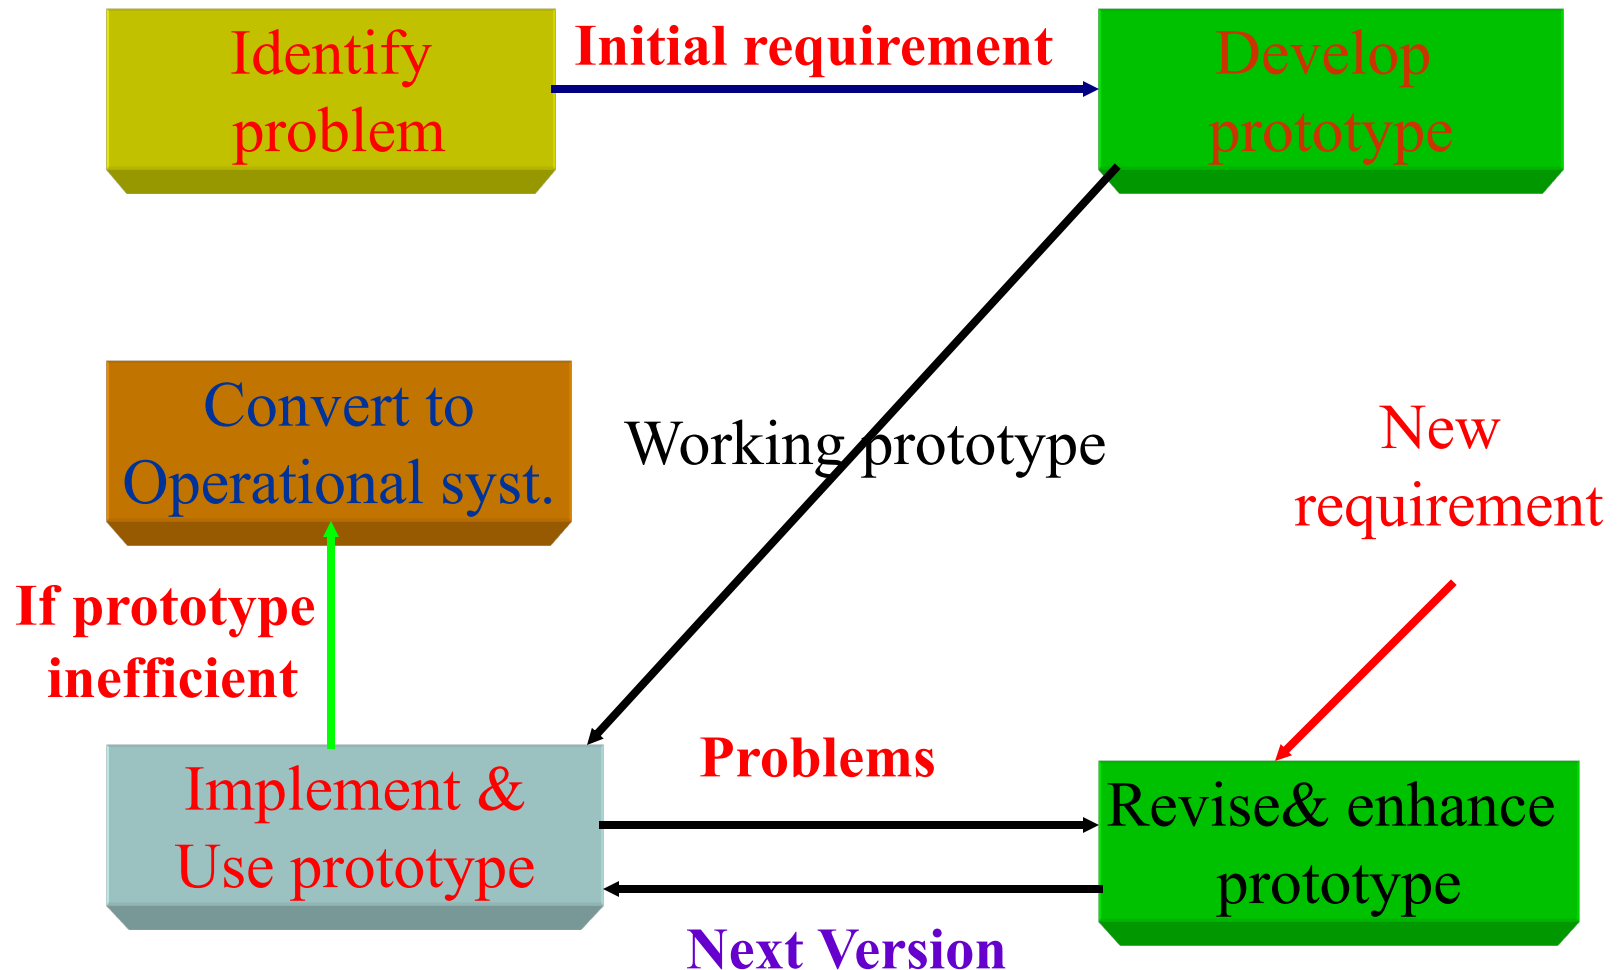 Identify
problem
Initial requirement
Develop
prototype
Convert to
Operational syst.
Working prototype
New
requirement
If prototype
inefficient
Implement &
Use prototype
Problems
Revise& enhance
prototype
Next Version